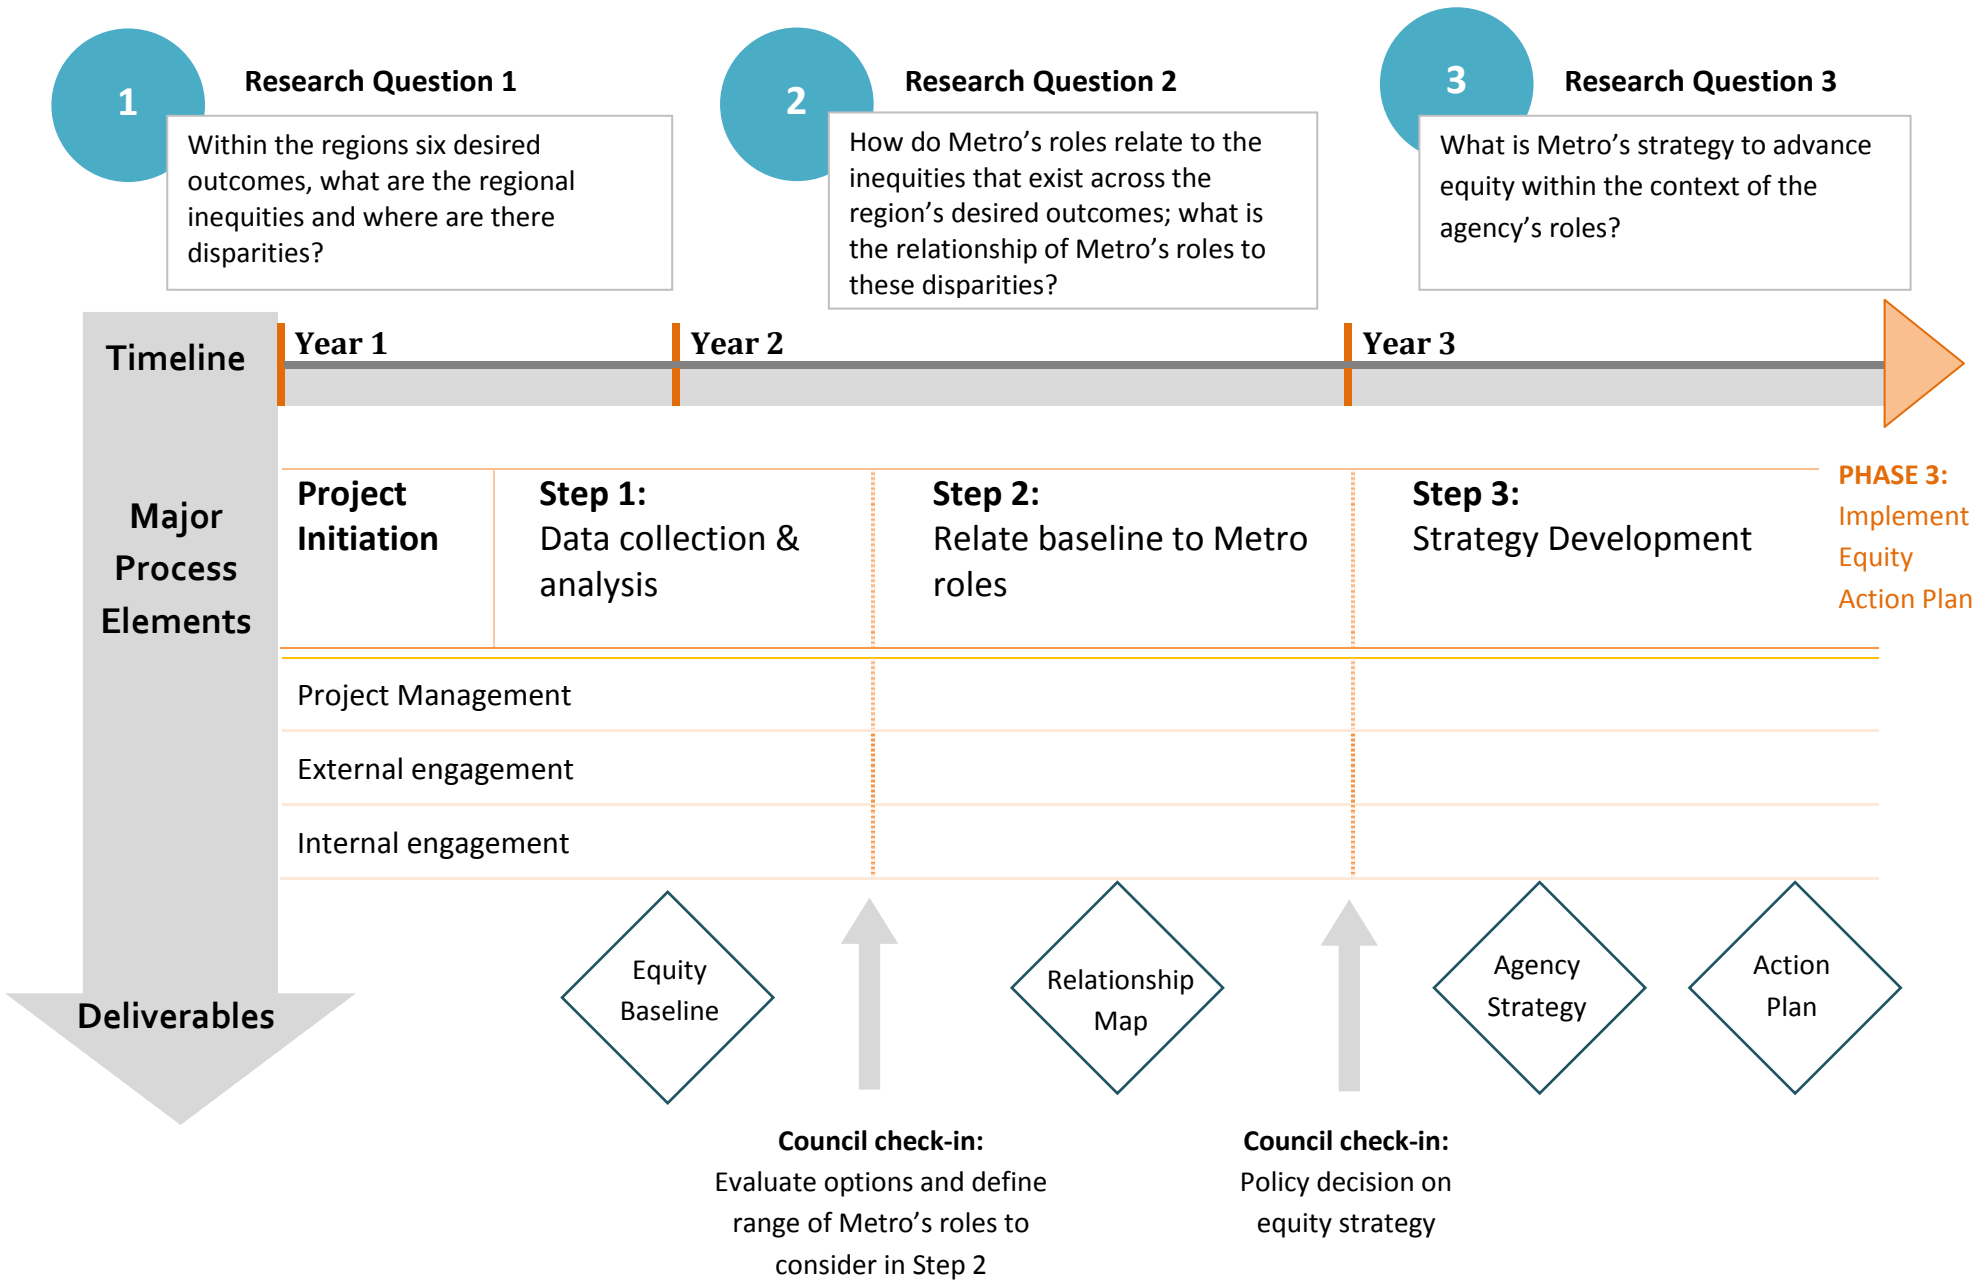 1
Research Question 1
Within the regions six desired
outcomes, what are the regional
inequities and where are there
disparities?
2
Research Question 2
How do Metro’s roles relate to the
inequities that exist across the
region’s desired outcomes; what is
the relationship of Metro’s roles to
these disparities?
3
Research Question 3
What is Metro’s strategy to advance
equity within the context of the
agency’s roles?
Timeline
Year 1
Year 2
Year 3
Major
Process
Elements
Project
Initiation
Step 1:
Data collection &
analysis
Step 2:
Relate baseline to Metro
roles
Step 3:
Strategy Development
PHASE 3:
Implement
Equity
Action Plan
Project Management
External engagement
Internal engagement
Deliverables
Equity
Baseline
Relationship
Map
Agency
Strategy
Action
Plan
Council check-in:
Evaluate options and define
range of Metro’s roles to
consider in Step 2
Council check-in:
Policy decision on
equity strategy